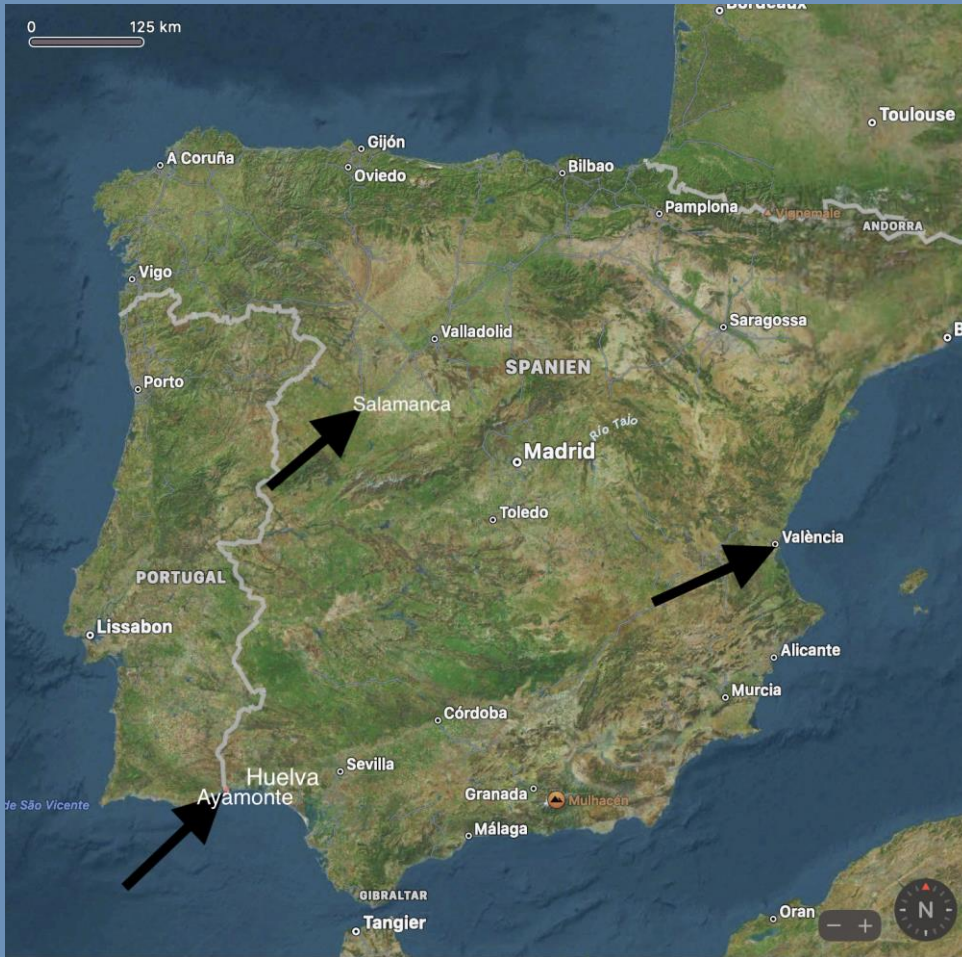 0 125 km
Bordeaux
Toulouse
Gijón
A Coruña
Oviedo
Bilbao
Pamplona
Vignemale
ANDORRA
Vigo
Saragossa
Valladolid
B
SPANIEN
Porto
Salamanca
Río Tajo
Madrid
Toledo
València
PORTUGAL
Lissabon
Alicante
Murcia
Córdoba
Sevilla
Huelva
Granada
Ayamonte
Mulhacén
de São Vicente
Málaga
GIBRALTAR
Oran
N
Tangier
− +